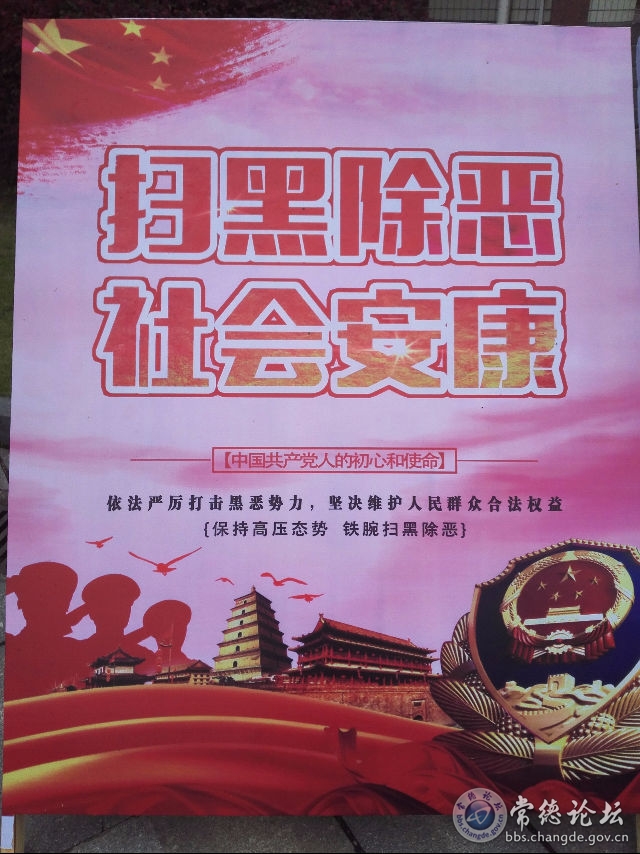 扫黑除恶
社会安康
【中国共产党人的初心和使命】
依法严厉打击黑恶势力，坚决维护人民群众合法权益
{保持高压态势 铁腕扫黑除恶}
常德论坛
bbs.changde.gov.cn